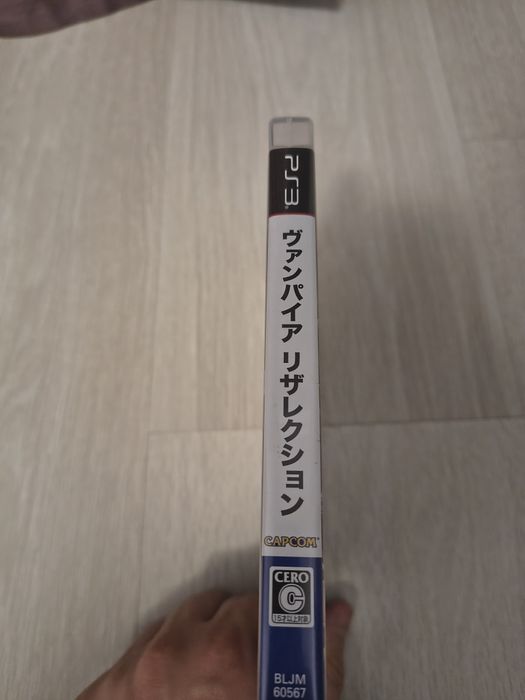 PS3
ヴァンパイア リザレクション
CAPCOM
CERO
C
15才以上対象
BLJM
60567